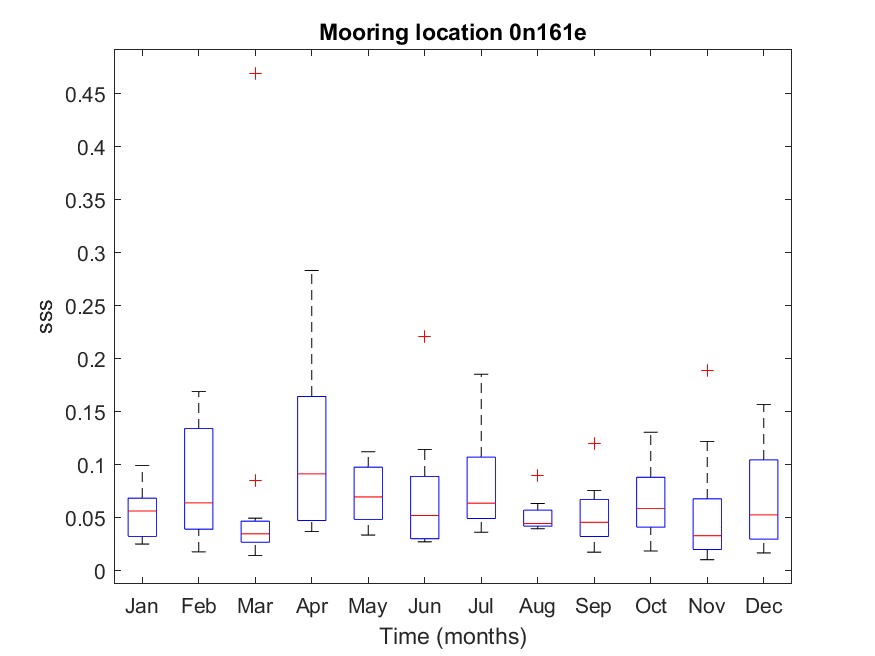 Mooring location 0n161e
0.45
0.4
0.35
0.3
0.25
0.2
0.15
0.1
0.05
0
sss
Jan Feb Mar Apr May Jun Jul Aug Sep Oct Nov Dec
Time (months)